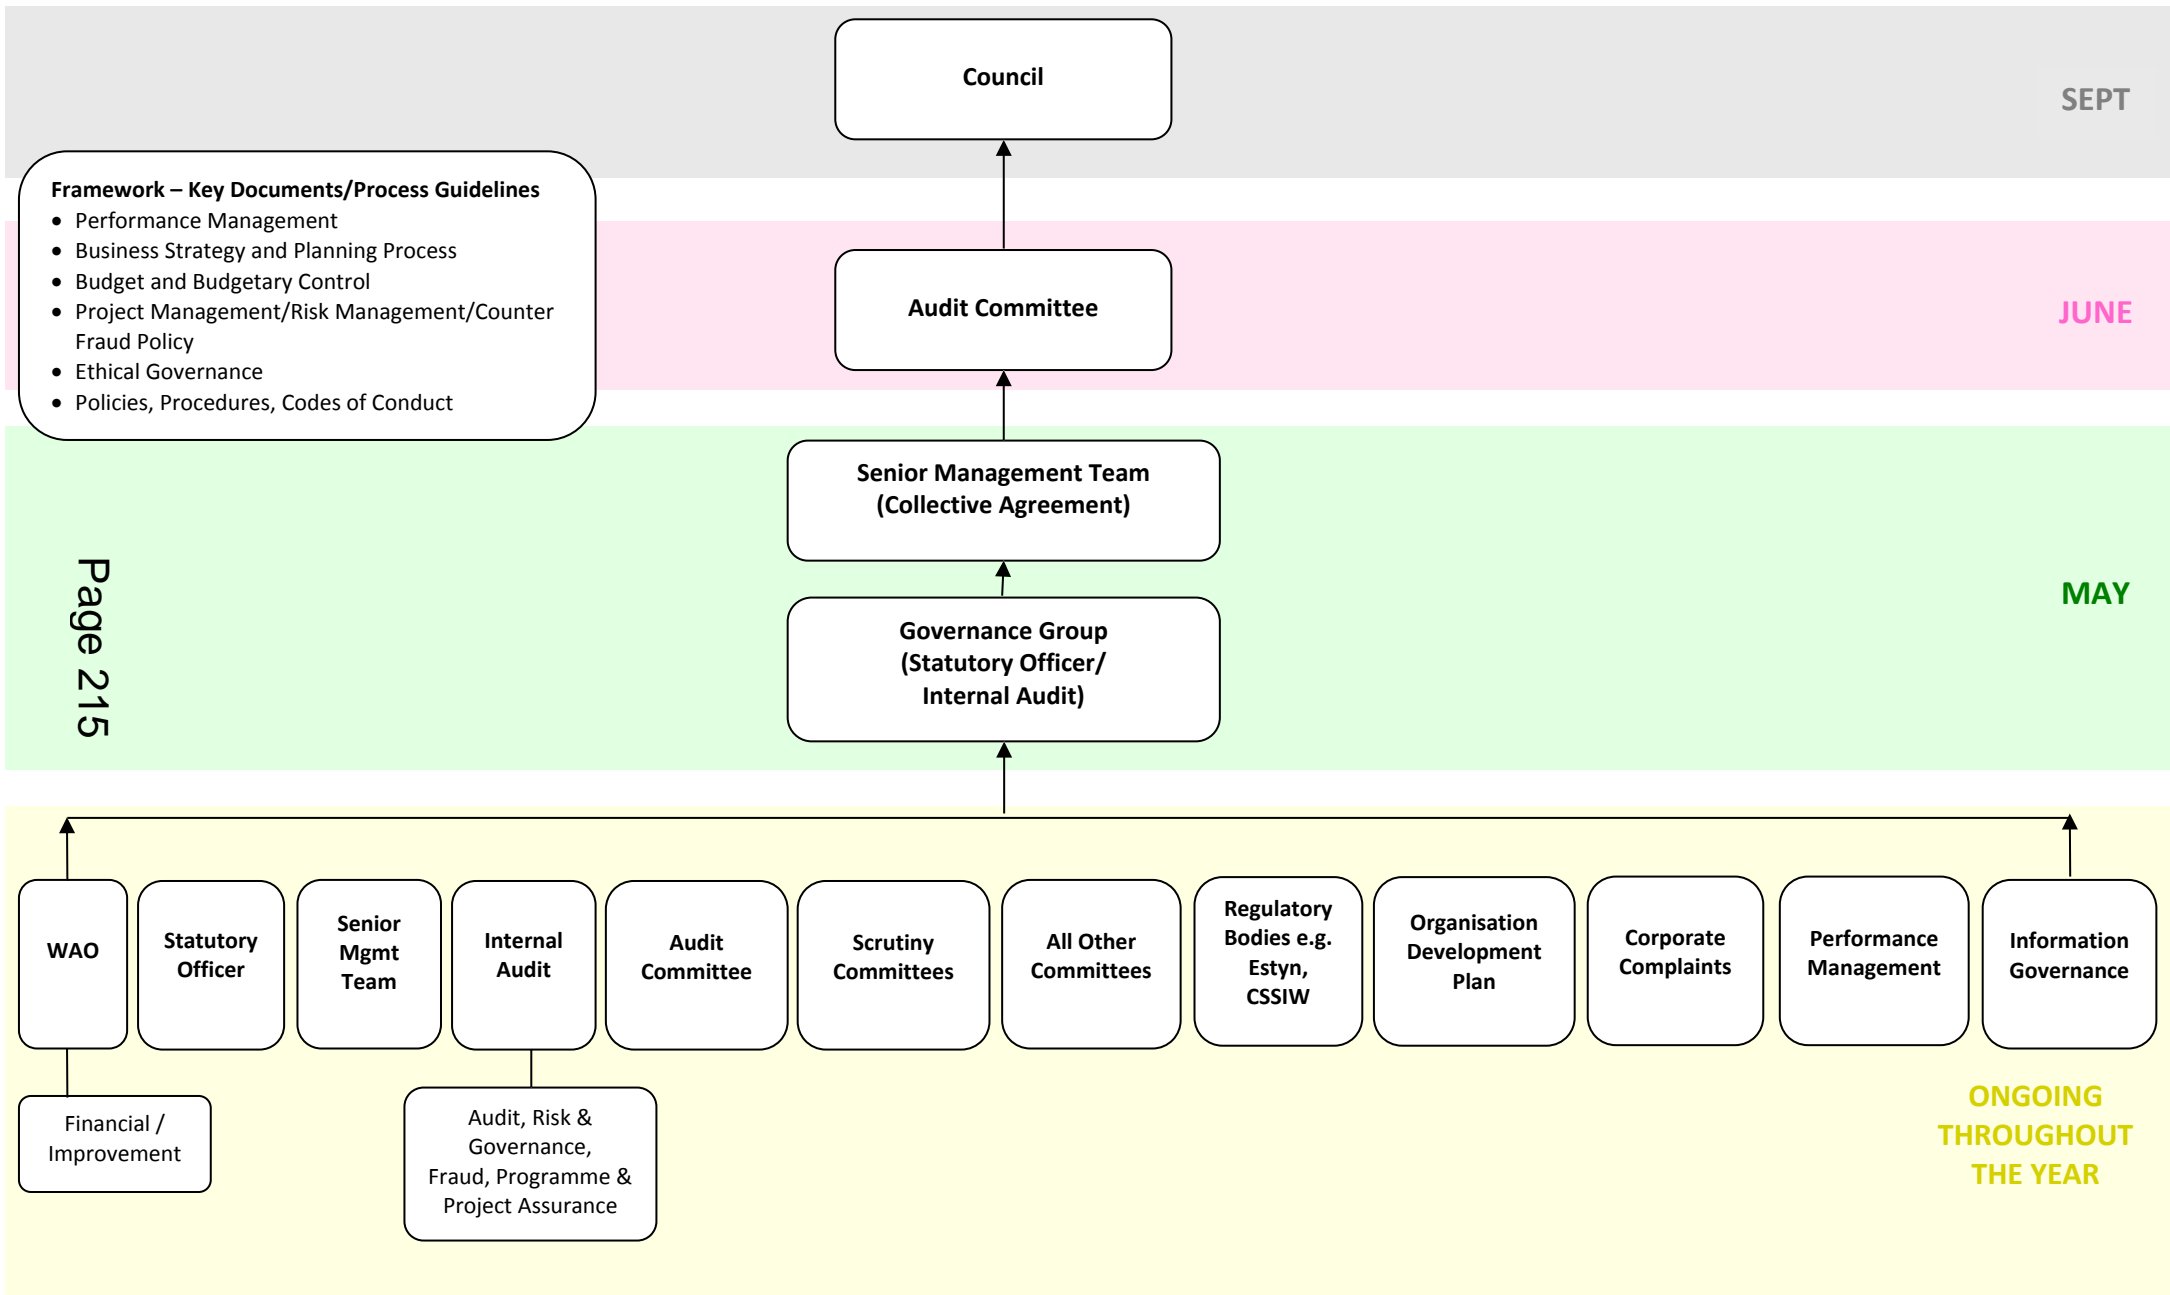 Council
SEPT
Framework – Key Documents/Process Guidelines
• Performance Management
• Business Strategy and Planning Process
• Budget and Budgetary Control
• Project Management/Risk Management/Counter
Fraud Policy
• Ethical Governance
• Policies, Procedures, Codes of Conduct
Audit Committee
JUNE
Senior Management Team
(Collective Agreement)
Governance Group
(Statutory Officer/
Internal Audit)
MAY
Page 215
WAO
Statutory
Officer
Senior
Mgmt
Team
Internal
Audit
Audit
Committee
Scrutiny
Committees
All Other
Committees
Regulatory
Bodies e.g.
Estyn,
CSSIW
Organisation
Development
Plan
Corporate
Complaints
Performance
Management
Information
Governance
Financial /
Improvement
Audit, Risk &
Governance,
Fraud, Programme &
Project Assurance
ONGOING
THROUGHOUT
THE YEAR